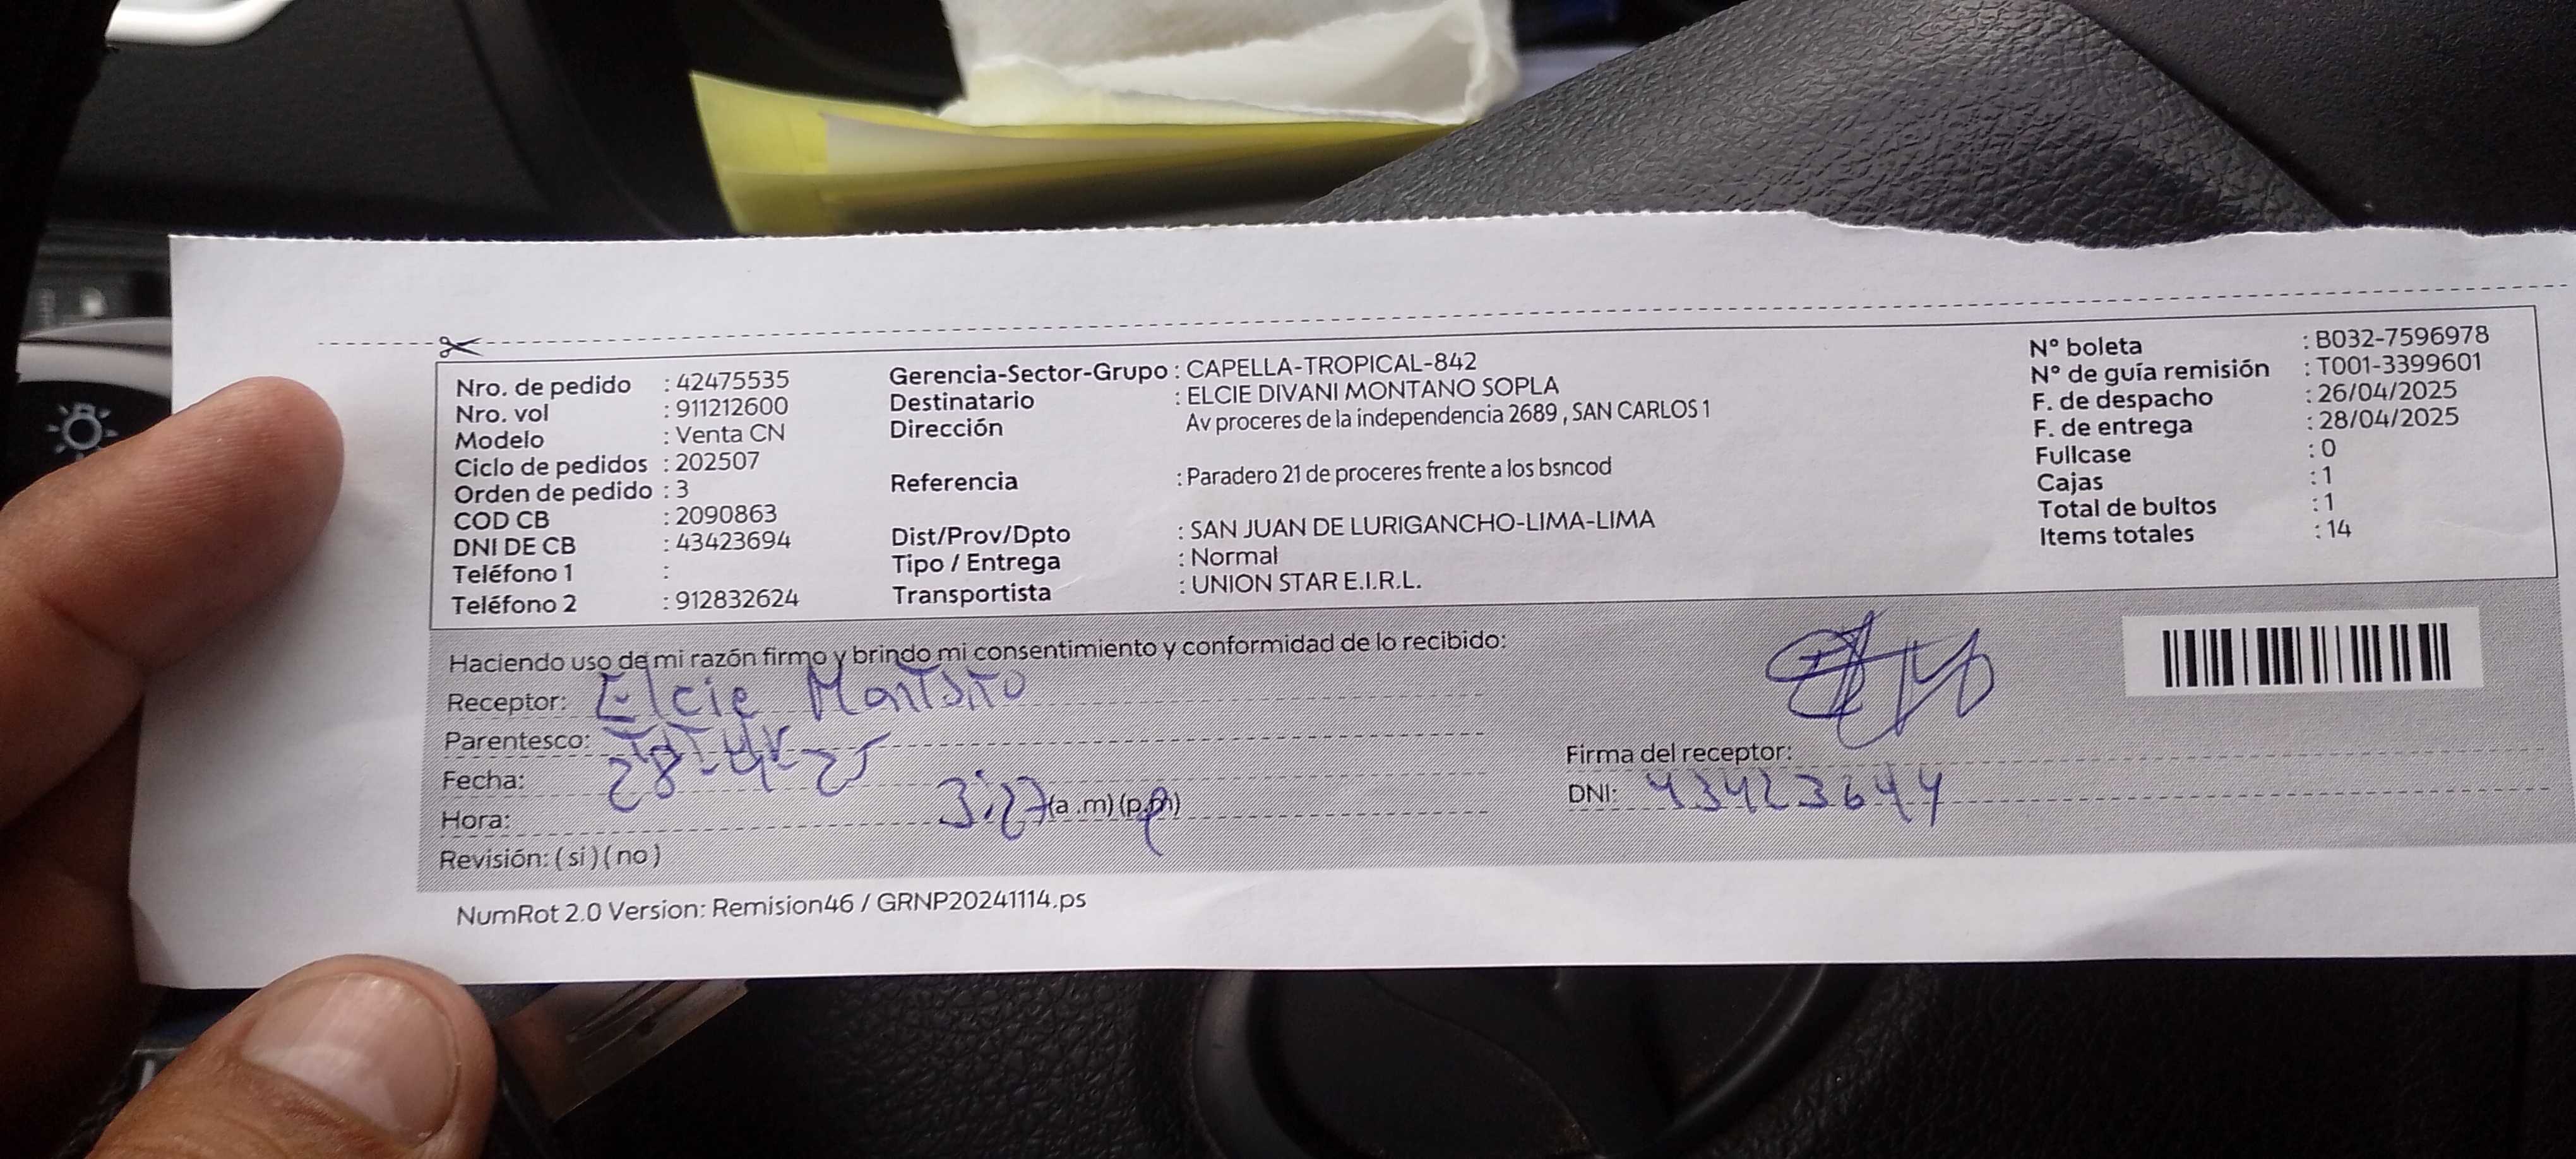 Nro. de pedido : 42475535
Nro. vol : 911212600
Modelo : Venta CN
Ciclo de pedidos : 202507
Orden de pedido : 3
COD CB : 2090863
DNI DE CB : 43423694
Teléfono 1 :
Teléfono 2 : 912832624
Gerencia-Sector-Grupo : CAPELLA-TROPICAL-842
Destinatario : ELCIE DIVANI MONTANO SOPLA
Dirección Av proceres de la independencia 2689 , SAN CARLOS 1
Referencia : Paradero 21 de proceres frente a los bsncod
Dist/Prov/Dpto : SAN JUAN DE LURIGANCHO-LIMA-LIMA
Tipo / Entrega : Normal
Transportista : UNION STAR E.I.R.L.
N° boleta : B032-7596978
N° de guía remisión : T001-3399601
F. de despacho : 26/04/2025
F. de entrega : 28/04/2025
Fullcase : 0
Cajas : 1
Total de bultos : 1
Items totales : 14
Haciendo uso de mi razón firmo y brindo mi consentimiento y conformidad de lo recibido:
Receptor: Elcie
Parentesco:
Fecha: 28-4-25
Hora: 3:27 (a.m) (p.m)
Revisión: ( si ) ( no )
Firma del receptor:
DNI:
NumRot 2.0 Version: Remision46 / GRNP20241114.ps